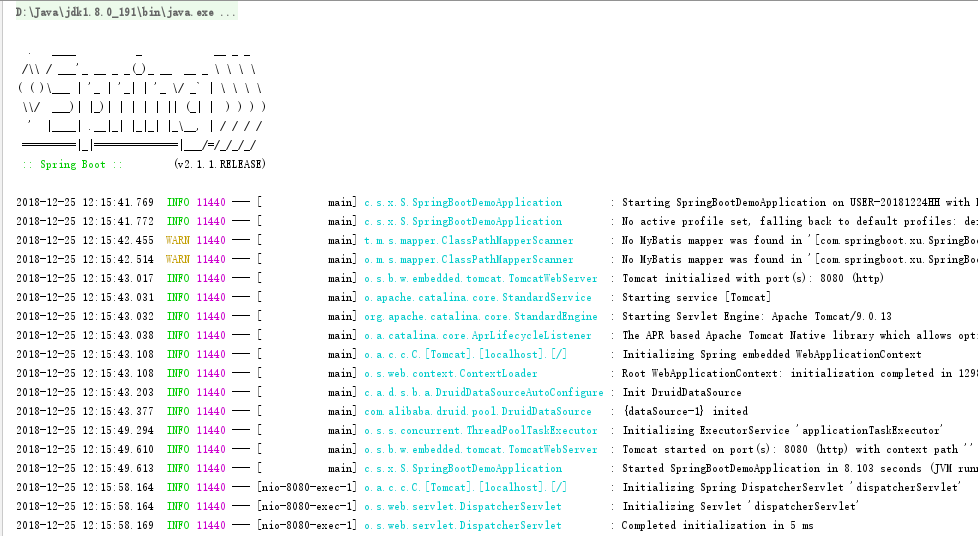 D:\Java\jdk1.8.0_191\bin\java.exe ...
:: Spring Boot :: (v2.1.1.RELEASE)
2018-12-25 12:15:41.769 INFO 11440 --- [ main] c.s.x.S.SpringBootDemoApplication : Starting SpringBootDemoApplication on USER-20181224HH with
2018-12-25 12:15:41.772 INFO 11440 --- [ main] c.s.x.S.SpringBootDemoApplication : No active profile set, falling back to default profiles:
2018-12-25 12:15:42.455 WARN 11440 --- [ main] t.m.s.mapper.ClassPathMapperScanner : No MyBatis mapper was found in '[com.springboot.xu.SpringBo
2018-12-25 12:15:42.514 WARN 11440 --- [ main] o.m.s.mapper.ClassPathMapperScanner : No MyBatis mapper was found in '[com.springboot.xu.SpringBo
2018-12-25 12:15:43.017 INFO 11440 --- [ main] o.s.b.w.embedded.tomcat.TomcatWebServer : Tomcat initialized with port(s): 8080 (http)
2018-12-25 12:15:43.031 INFO 11440 --- [ main] o.apache.catalina.core.StandardService : Starting service [Tomcat]
2018-12-25 12:15:43.032 INFO 11440 --- [ main] org.apache.catalina.core.StandardEngine : Starting Servlet Engine: Apache Tomcat/9.0.13
2018-12-25 12:15:43.038 INFO 11440 --- [ main] o.a.catalina.core.AprLifecycleListener : The APR based Apache Tomcat Native library which allows opti
2018-12-25 12:15:43.108 INFO 11440 --- [ main] o.a.c.c.C.[Tomcat].[localhost].[/] : Initializing Spring embedded WebApplicationContext
2018-12-25 12:15:43.108 INFO 11440 --- [ main] o.s.web.context.ContextLoader : Root WebApplicationContext: initialization completed in 1298
2018-12-25 12:15:43.203 INFO 11440 --- [ main] c.a.d.s.b.a.DruidDataSourceAutoConfigure : Init DruidDataSource
2018-12-25 12:15:43.377 INFO 11440 --- [ main] com.alibaba.druid.pool.DruidDataSource : {dataSource-1} inited
2018-12-25 12:15:49.294 INFO 11440 --- [ main] o.s.s.concurrent.ThreadPoolTaskExecutor : Initializing ExecutorService 'applicationTaskExecutor'
2018-12-25 12:15:49.610 INFO 11440 --- [ main] o.s.b.w.embedded.tomcat.TomcatWebServer : Tomcat started on port(s): 8080 (http) with context path ''
2018-12-25 12:15:49.613 INFO 11440 --- [ main] c.s.x.S.SpringBootDemoApplication : Started SpringBootDemoApplication in 8.103 seconds (JVM run
2018-12-25 12:15:58.164 INFO 11440 --- [nio-8080-exec-1] o.a.c.c.C.[Tomcat].[localhost].[/] : Initializing Spring DispatcherServlet 'dispatcherServlet'
2018-12-25 12:15:58.164 INFO 11440 --- [nio-8080-exec-1] o.s.web.servlet.DispatcherServlet : Initializing Servlet 'dispatcherServlet'
2018-12-25 12:15:58.169 INFO 11440 --- [nio-8080-exec-1] o.s.web.servlet.DispatcherServlet : Completed initialization in 5 ms